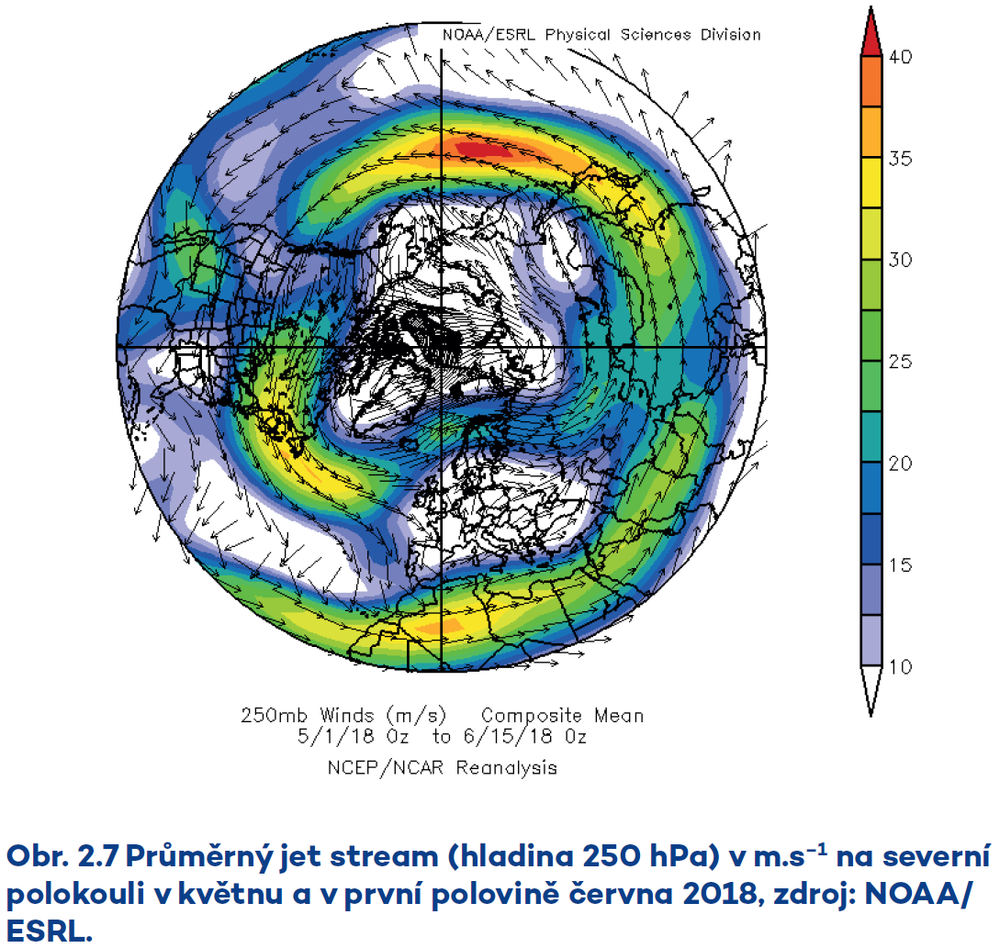 NOAA/ESRL Physical Sciences Division
40
35
30
25
20
15
10
250mb Winds (m/s) Composite Mean
5/1/18 0z to 6/15/18 0z
NCEP/NCAR Reanalysis
Obr. 2.7 Průměrný jet stream (hladina 250 hPa) v m.s⁻¹ na severní
polokouli v květnu a v první polovině června 2018, zdroj: NOAA/
ESRL.